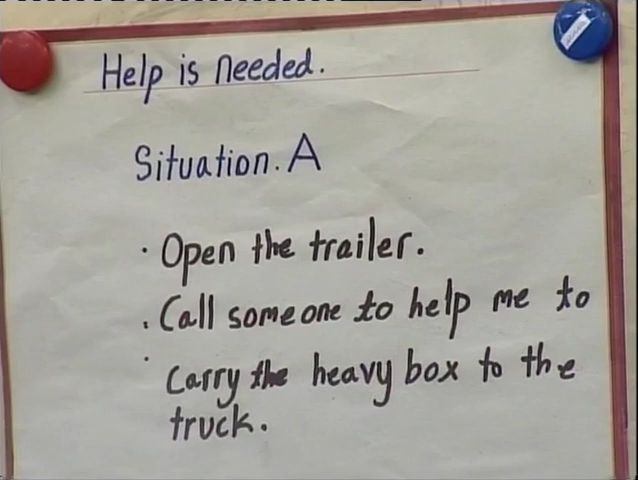 Help is needed.
Situation. A
· Open the trailer.
. Call someone to help me to
· Carry the heavy box to the
truck.